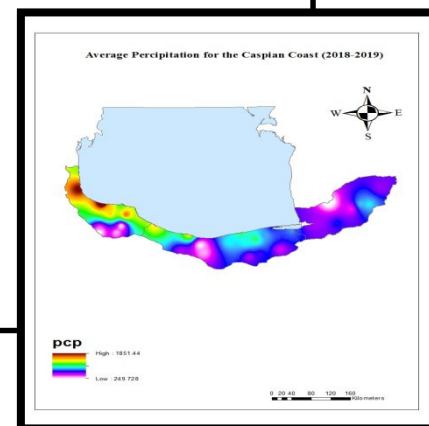 Average Percipitation for the Caspian Coast (2018-2019)
N
W E
S
pcp
High : 1851.44
Low : 249.728
0 20 40 80 120 160
Kilometers